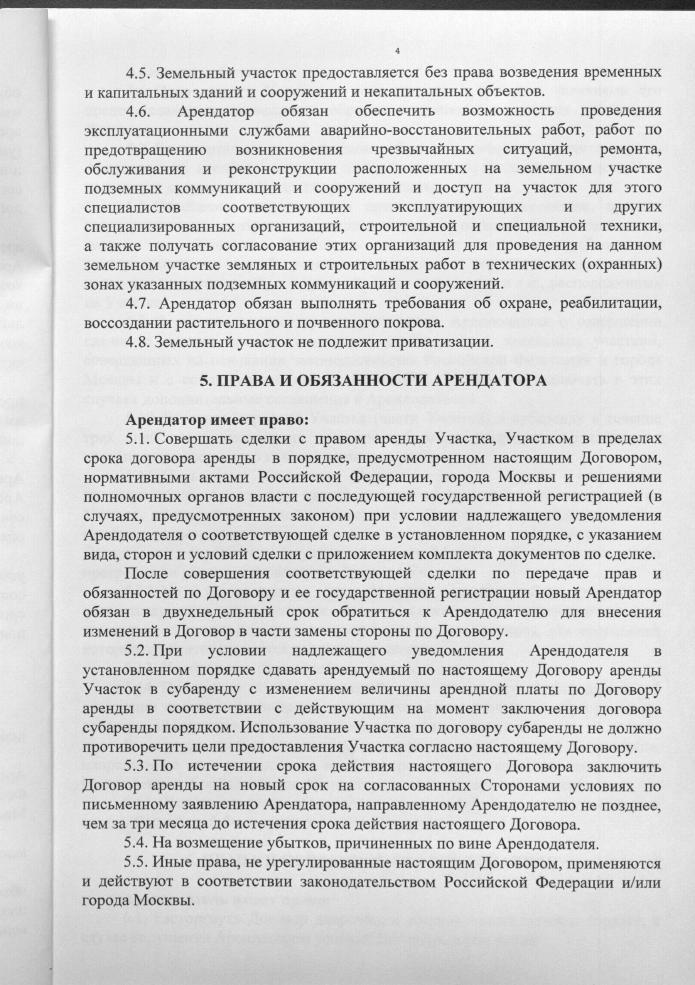 4
4.5. Земельный участок предоставляется без права возведения временных
и капитальных зданий и сооружений и некапитальных объектов.
4.6. Арендатор обязан обеспечить возможность проведения
эксплуатационными службами аварийно-восстановительных работ, работ по
предотвращению возникновения чрезвычайных ситуаций, ремонта,
обслуживания и реконструкции расположенных на земельном участке
подземных коммуникаций и сооружений и доступ на участок для этого
специалистов соответствующих эксплуатирующих и других
специализированных организаций, строительной и специальной техники,
а также получать согласование этих организаций для проведения на данном
земельном участке земляных и строительных работ в технических (охранных)
зонах указанных подземных коммуникаций и сооружений.
4.7. Арендатор обязан выполнять требования об охране, реабилитации,
воссоздании растительного и почвенного покрова.
4.8. Земельный участок не подлежит приватизации.
5. ПРАВА И ОБЯЗАННОСТИ АРЕНДАТОРА
Арендатор имеет право:
5.1. Совершать сделки с правом аренды Участка, Участком в пределах
срока договора аренды в порядке, предусмотренном настоящим Договором,
нормативными актами Российской Федерации, города Москвы и решениями
полномочных органов власти с последующей государственной регистрацией (в
случаях, предусмотренных законом) при условии надлежащего уведомления
Арендодателя о соответствующей сделке в установленном порядке, с указанием
вида, сторон и условий сделки с приложением комплекта документов по сделке.
После совершения соответствующей сделки по передаче прав и
обязанностей по Договору и ее государственной регистрации новый Арендатор
обязан в двухнедельный срок обратиться к Арендодателю для внесения
изменений в Договор в части замены стороны по Договору.
5.2. При условии надлежащего уведомления Арендодателя в
установленном порядке сдавать арендуемый по настоящему Договору аренды
Участок в субаренду с изменением величины арендной платы по Договору
аренды в соответствии с действующим на момент заключения договора
субаренды порядком. Использование Участка по договору субаренды не должно
противоречить цели предоставления Участка согласно настоящему Договору.
5.3. По истечении срока действия настоящего Договора заключить
Договор аренды на новый срок на согласованных Сторонами условиях по
письменному заявлению Арендатора, направленному Арендодателю не позднее,
чем за три месяца до истечения срока действия настоящего Договора.
5.4. На возмещение убытков, причиненных по вине Арендодателя.
5.5. Иные права, не урегулированные настоящим Договором, применяются
и действуют в соответствии законодательством Российской Федерации и/или
города Москвы.